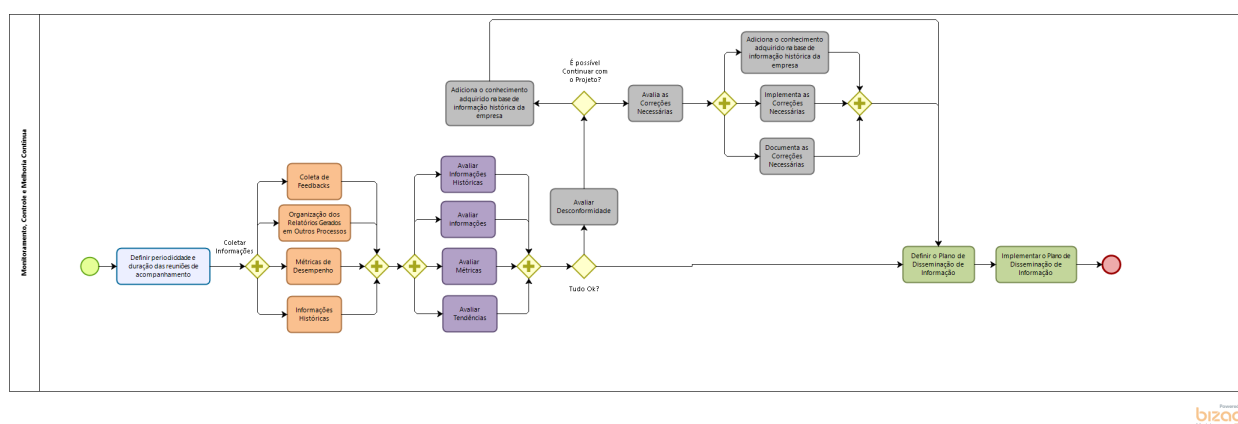 Monitoramento, Controle e Melhoria Contínua
Definir periodiddade e
duração das reuniões de
acompanhamento
Coletar
Informações
Coleta de
Feedbacks
Organização dos
Relatórios Gerados
em Outros Processos
Métricas de
Desempenho
Informações
Históricas
Avaliar
Informações
Históricas
Avaliar
informações
Avaliar
Métricas
Avaliar
Tendências
Tudo Ok?
Avaliar
Desconformidade
É possível
Continuar com
o Projeto?
Adiciona o conhecimento
adquirido na base de
informação histórica da
empresa
Avalia as
Correções
Necessárias
Adiciona o conhecimento
adquirido na base de
informação histórica da
empresa
Implementa as
Correções
Necessárias
Documenta as
Correções
Necessárias
Definir o Plano de
Disseminação de
Informação
Implementar o Plano de
Disseminação de
Informação
Powered
bizag